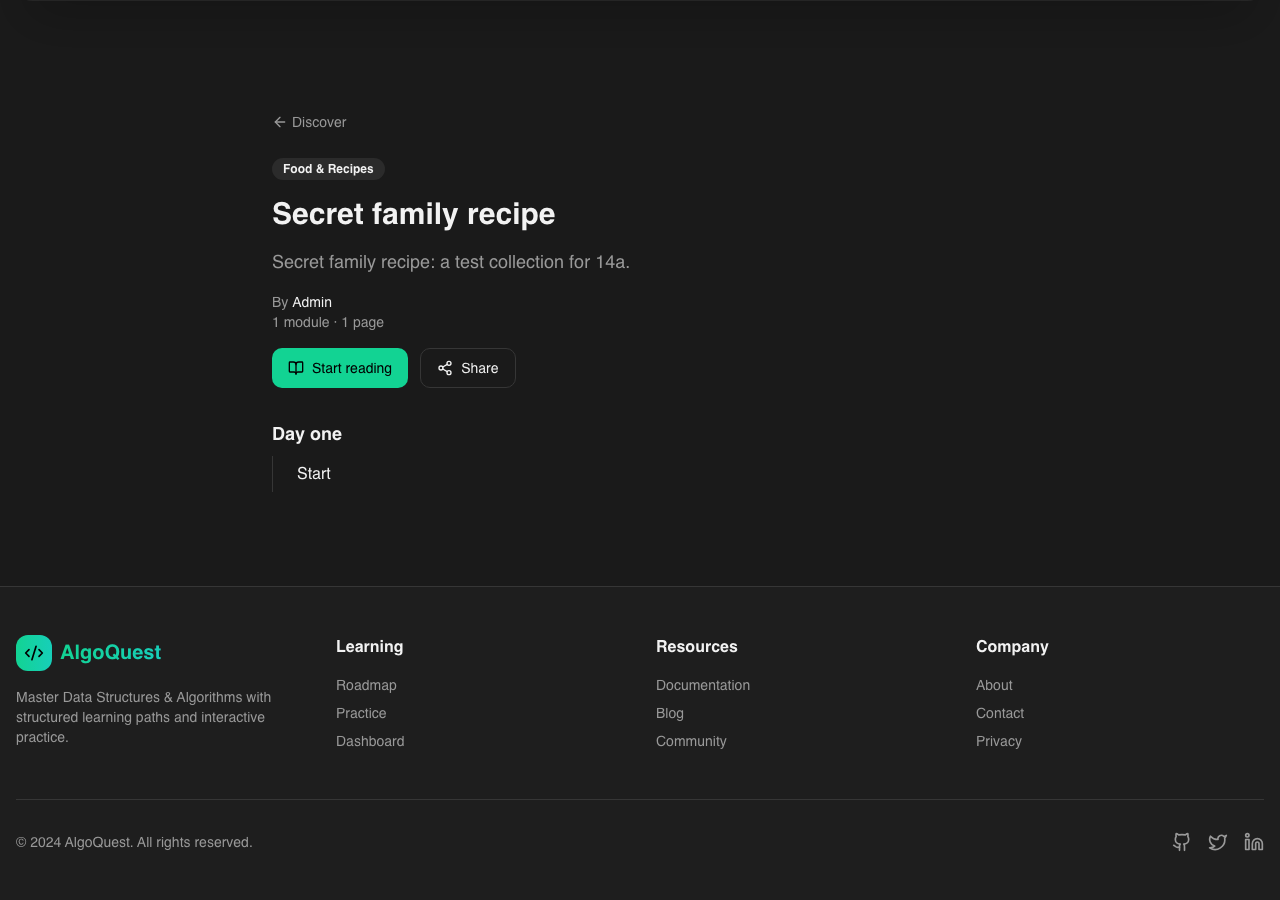 Discover
Food & Recipes
Secret family recipe
Secret family recipe: a test collection for 14a.
By Admin
1 module · 1 page
Start reading
Share
Day one
Start
AlgoQuest
Master Data Structures & Algorithms with
structured learning paths and interactive
practice.
Learning
Roadmap
Practice
Dashboard
Resources
Documentation
Blog
Community
Company
About
Contact
Privacy
© 2024 AlgoQuest. All rights reserved.